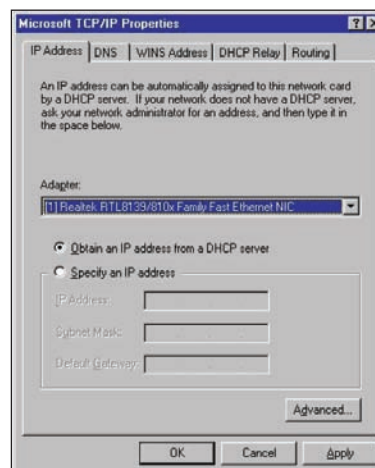 Microsoft TCP/IP Properties
IP Address DNS WINS Address DHCP Relay Routing
An IP address can be automatically assigned to this network card
by a DHCP server. If your network does not have a DHCP server,
ask your network administrator for an address, and then type it in
the space below.
Adapter:
[1] Realtek RTL8139/810x Family Fast Ethernet NIC
Obtain an IP address from a DHCP server
Specify an IP address
IP Address:
Subnet Mask:
Default Gateway:
Advanced...
OK Cancel Apply